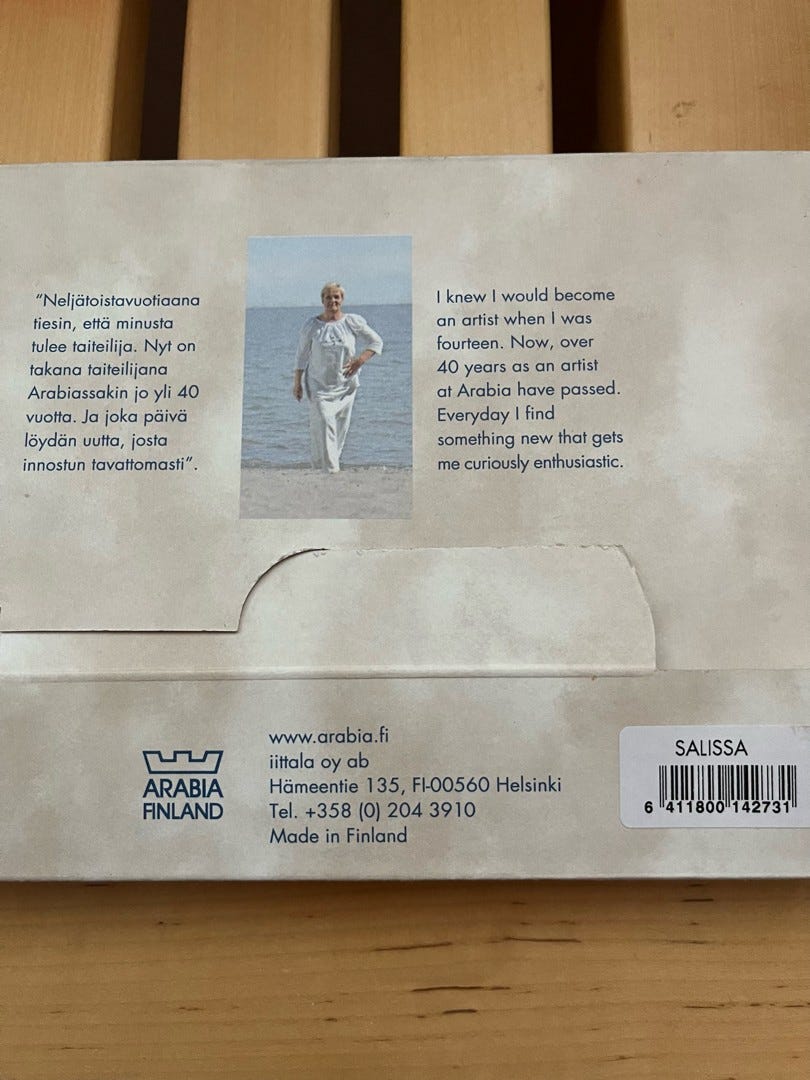 “Neljätoistavuotiaana
tiesin, että minusta
tulee taiteilija. Nyt on
takana taiteilijana
Arabiassakin jo yli 40
vuotta. Ja joka päivä
löydän uutta, josta
innostun tavattomasti”.
I knew I would become
an artist when I was
fourteen. Now, over
40 years as an artist
at Arabia have passed.
Everyday I find
something new that gets
me curiously enthusiastic.
ARABIA
FINLAND
www.arabia.fi
iittala oy ab
Hämeentie 135, FI-00560 Helsinki
Tel. +358 (0) 204 3910
Made in Finland
SALISSA
6 411800 142731